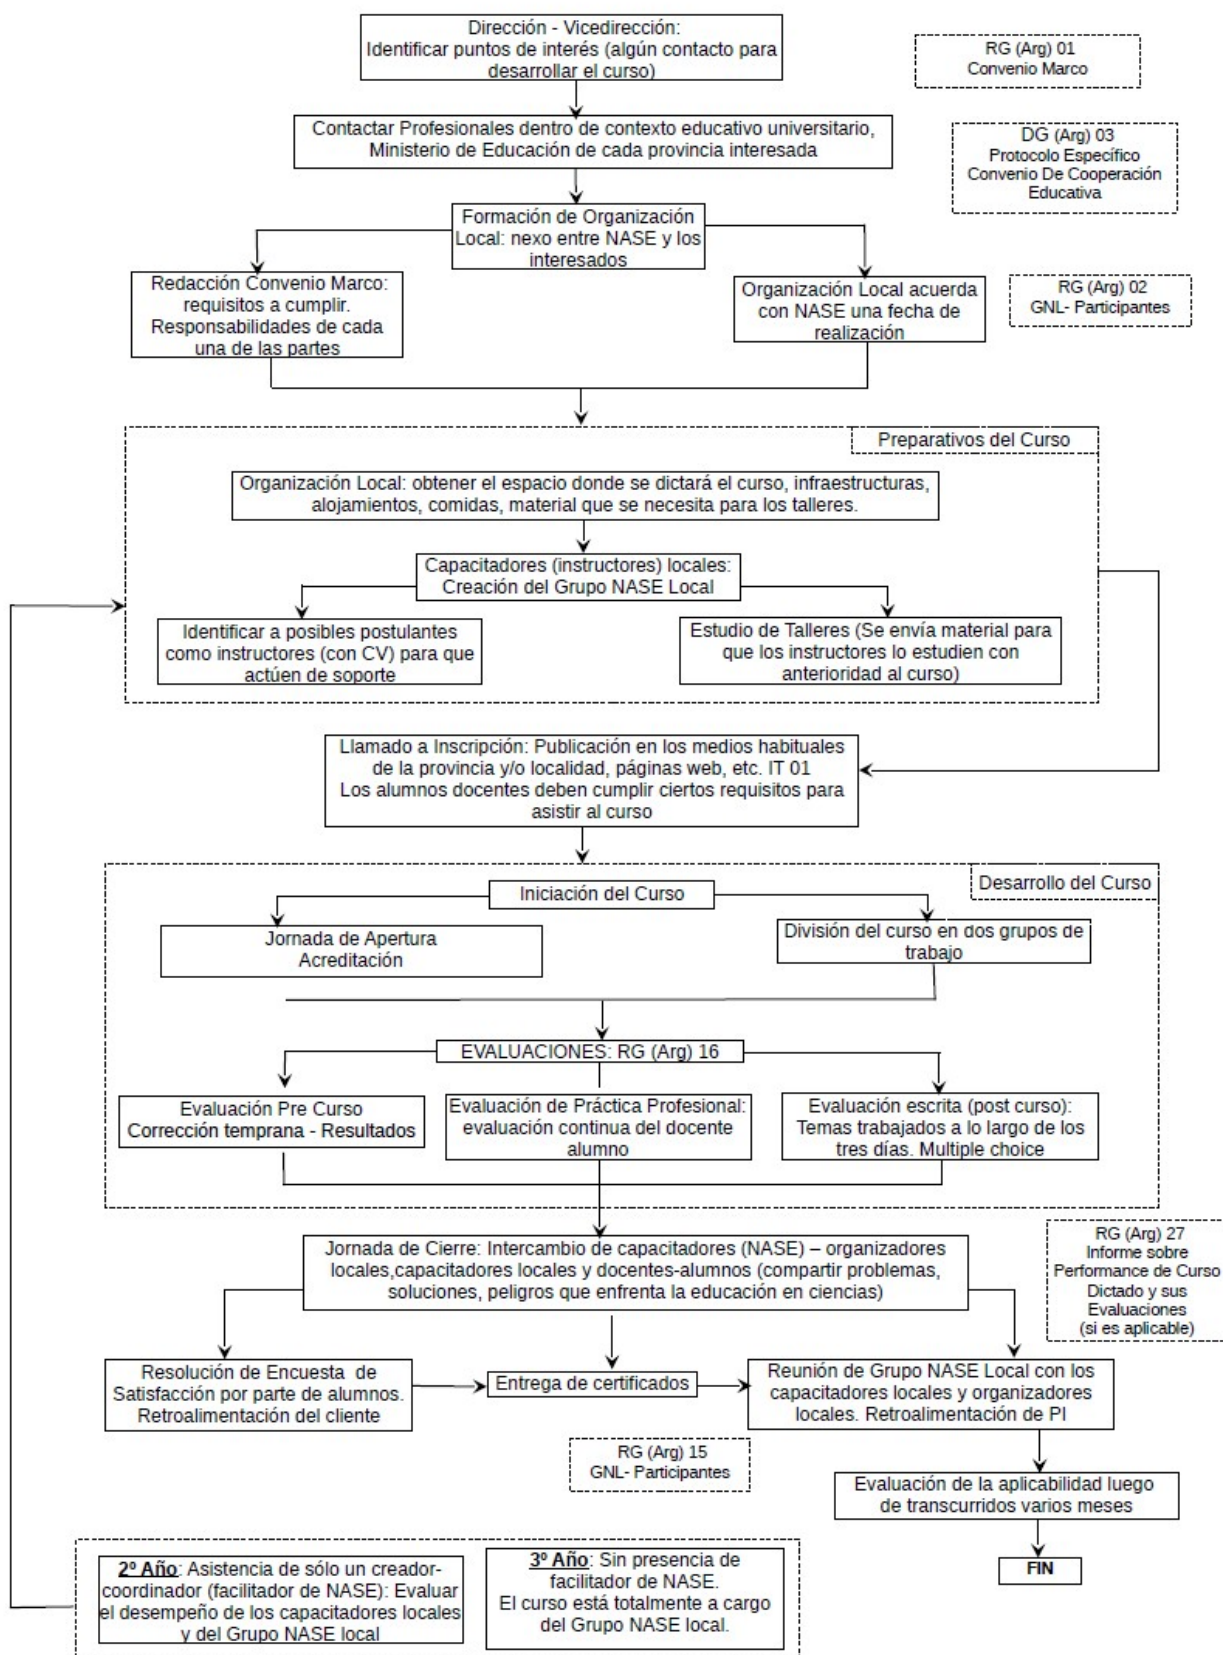 Dirección - Vicedirección:
Identificar puntos de interés (algún contacto para
desarrollar el curso)
RG (Arg) 01
Convenio Marco
Contactar Profesionales dentro de contexto educativo universitario,
Ministerio de Educación de cada provincia interesada
DG (Arg) 03
Protocolo Específico
Convenio De Cooperación
Educativa
Formación de Organización
Local: nexo entre NASE y los
interesados
Redacción Convenio Marco:
requisitos a cumplir.
Responsabilidades de cada
una de las partes
Organización Local acuerda
con NASE una fecha de
realización
RG (Arg) 02
GNL- Participantes
Preparativos del Curso
Organización Local: obtener el espacio donde se dictará el curso, infraestructuras,
alojamientos, comidas, material que se necesita para los talleres.
Capacitadores (instructores) locales:
Creación del Grupo NASE Local
Identificar a posibles postulantes
como instructores (con CV) para que
actúen de soporte
Estudio de Talleres (Se envía material para
que los instructores lo estudien con
anterioridad al curso)
Llamado a Inscripción: Publicación en los medios habituales
de la provincia y/o localidad, páginas web, etc. IT 01
Los alumnos docentes deben cumplir ciertos requisitos para
asistir al curso
Desarrollo del Curso
Iniciación del Curso
Jornada de Apertura
Acreditación
División del curso en dos grupos de
trabajo
EVALUACIONES: RG (Arg) 16
Evaluación Pre Curso
Corrección temprana - Resultados
Evaluación de Práctica Profesional:
evaluación continua del docente
alumno
Evaluación escrita (post curso):
Temas trabajados a lo largo de los
tres días. Multiple choice
Jornada de Cierre: Intercambio de capacitadores (NASE) – organizadores
locales,capacitadores locales y docentes-alumnos (compartir problemas,
soluciones, peligros que enfrenta la educación en ciencias)
RG (Arg) 27
Informe sobre
Performance de Curso
Dictado y sus
Evaluaciones
(si es aplicable)
Resolución de Encuesta de
Satisfacción por parte de alumnos.
Retroalimentación del cliente
Entrega de certificados
Reunión de Grupo NASE Local con los
capacitadores locales y organizadores
locales. Retroalimentación de PI
RG (Arg) 15
GNL- Participantes
Evaluación de la aplicabilidad luego
de transcurridos varios meses
FIN
2º Año: Asistencia de sólo un creador-
coordinador (facilitador de NASE): Evaluar
el desempeño de los capacitadores locales
y del Grupo NASE local
3º Año: Sin presencia de
facilitador de NASE.
El curso está totalmente a cargo
del Grupo NASE local.